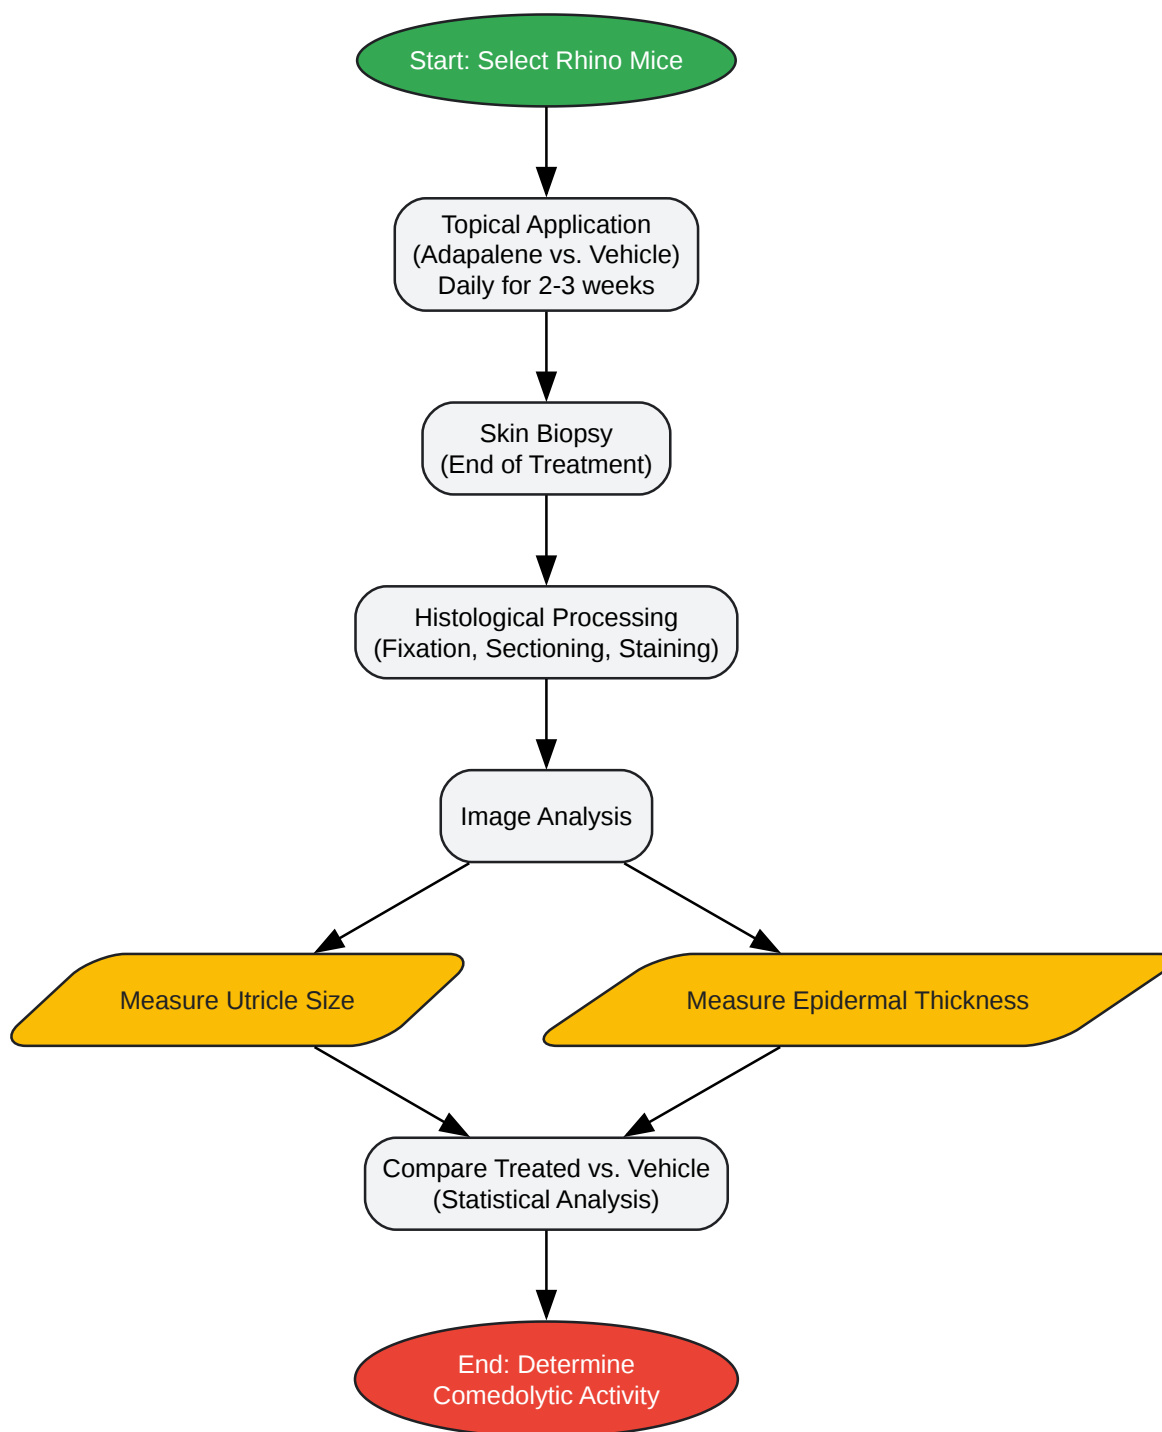 Start: Select Rhino Mice
Topical Application
(Adapalene vs. Vehicle)
Daily for 2-3 weeks
Skin Biopsy
(End of Treatment)
Histological Processing
(Fixation, Sectioning, Staining)
Image Analysis
Measure Utricle Size
Measure Epidermal Thickness
Compare Treated vs. Vehicle
(Statistical Analysis)
End: Determine
Comedolytic Activity